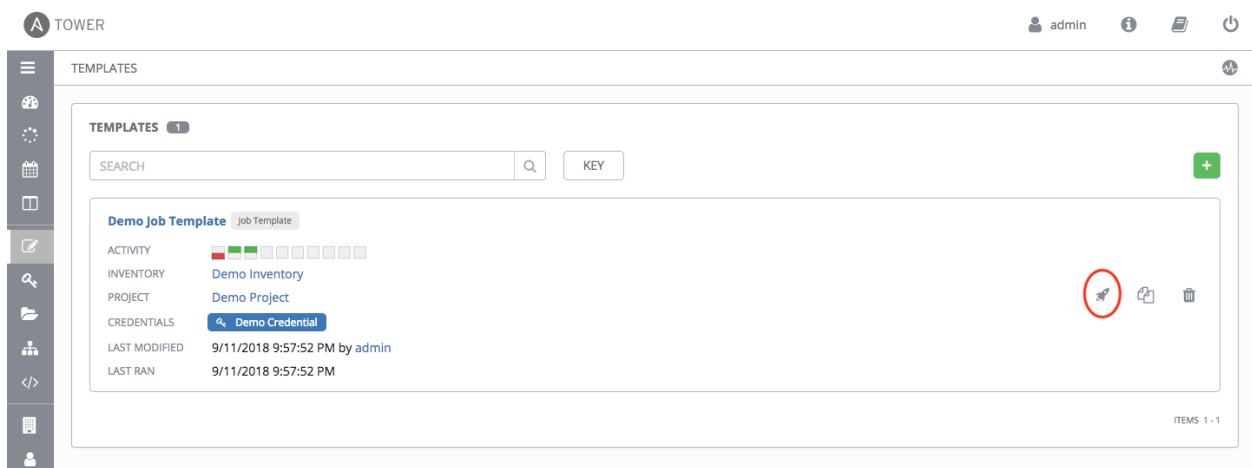 A TOWER
admin
TEMPLATES
TEMPLATES 1
SEARCH
KEY
+
Demo Job Template Job Template
ACTIVITY
INVENTORY Demo Inventory
PROJECT Demo Project
CREDENTIALS Demo Credential
LAST MODIFIED 9/11/2018 9:57:52 PM by admin
LAST RAN 9/11/2018 9:57:52 PM
ITEMS 1 - 1